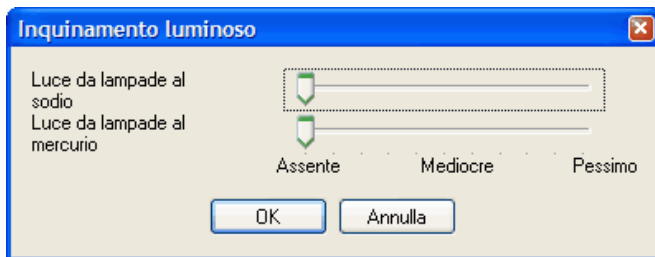 Inquinamento luminoso
Luce da lampade al
sodio
Luce da lampade al
mercurio
Assente Mediocre Pessimo
OK Annulla